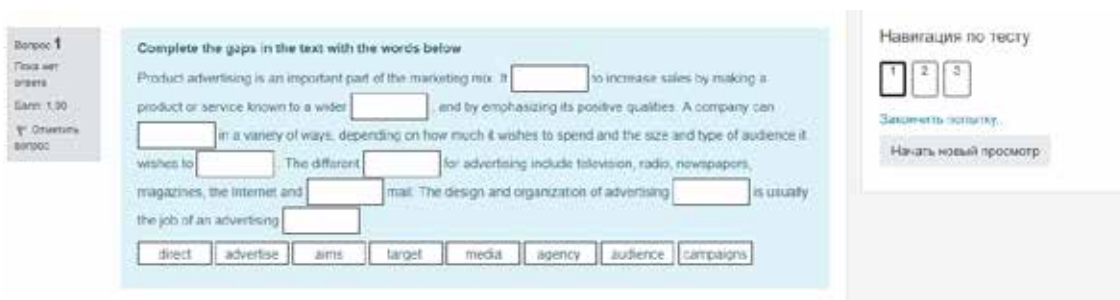 Вопрос 1
Пока нет
ответа
Балл: 1,00
Отметить
вопрос
Complete the gaps in the text with the words below
Product advertising is an important part of the marketing mix. It to increase sales by making a
product or service known to a wider , and by emphasizing its positive qualities. A company can
in a variety of ways, depending on how much it wishes to spend and the size and type of audience it
wishes to . The different for advertising include television, radio, newspapers,
magazines, the Internet and mail. The design and organization of advertising is usually
the job of an advertising
direct advertise aims target media agency audience campaigns
Навигация по тесту
1 2 3
Закончить попытку...
Начать новый просмотр